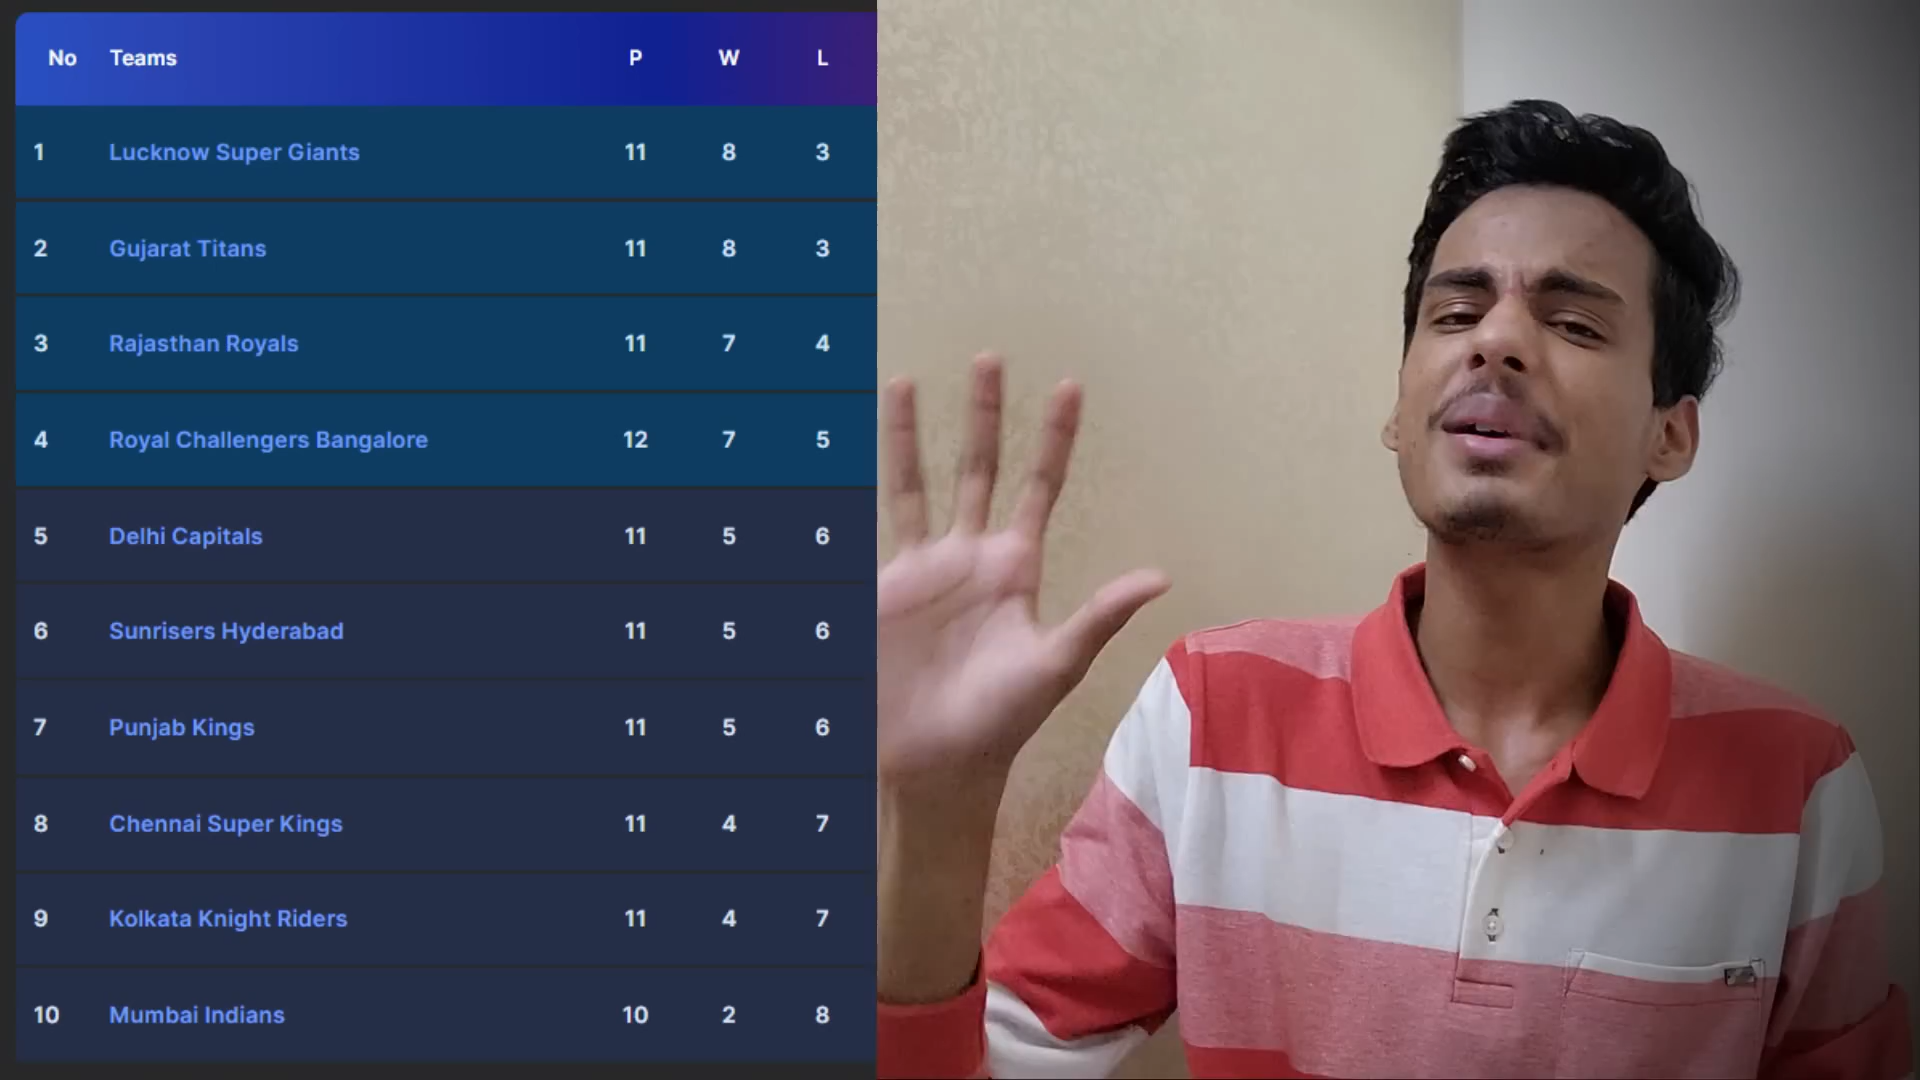 No Teams P W L
1 Lucknow Super Giants 11 8 3
2 Gujarat Titans 11 8 3
3 Rajasthan Royals 11 7 4
4 Royal Challengers Bangalore 12 7 5
5 Delhi Capitals 11 5 6
6 Sunrisers Hyderabad 11 5 6
7 Punjab Kings 11 5 6
8 Chennai Super Kings 11 4 7
9 Kolkata Knight Riders 11 4 7
10 Mumbai Indians 10 2 8